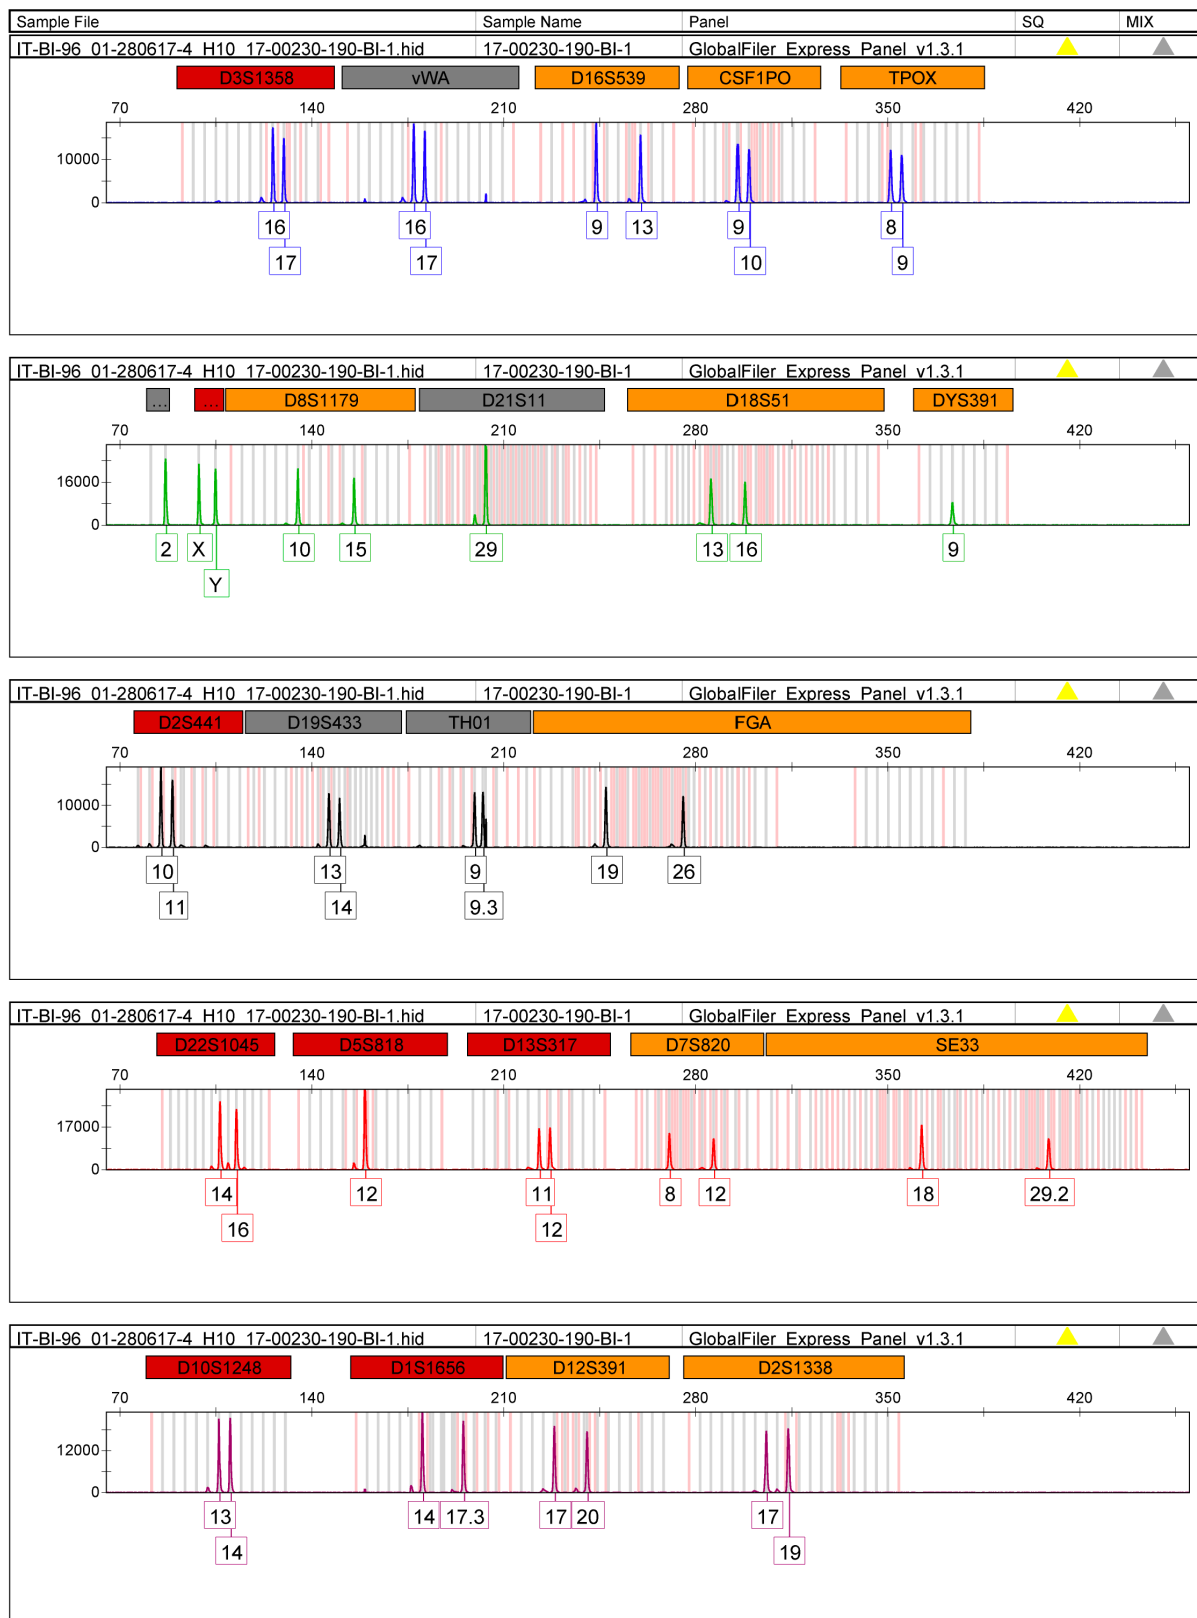 Sample File Sample Name Panel SQ MIX
IT-BI-96_01-280617-4_H10_17-00230-190-BI-1.hid 17-00230-190-BI-1 GlobalFiler_Express_Panel_v1.3.1
D3S1358 vWA D16S539 CSF1PO TPOX
70 140 210 280 350 420
10000
0
16 16 9 13 9 8
17 17 10 9
IT-BI-96_01-280617-4_H10_17-00230-190-BI-1.hid 17-00230-190-BI-1 GlobalFiler_Express_Panel_v1.3.1
... ... D8S1179 D21S11 D18S51 DYS391
70 140 210 280 350 420
16000
0
2 X 10 15 29 13 16 9
Y
IT-BI-96_01-280617-4_H10_17-00230-190-BI-1.hid 17-00230-190-BI-1 GlobalFiler_Express_Panel_v1.3.1
D2S441 D19S433 TH01 FGA
70 140 210 280 350 420
10000
0
10 13 9 19 26
11 14 9.3
IT-BI-96_01-280617-4_H10_17-00230-190-BI-1.hid 17-00230-190-BI-1 GlobalFiler_Express_Panel_v1.3.1
D22S1045 D5S818 D13S317 D7S820 SE33
70 140 210 280 350 420
17000
0
14 12 11 8 12 18 29.2
16 12
IT-BI-96_01-280617-4_H10_17-00230-190-BI-1.hid 17-00230-190-BI-1 GlobalFiler_Express_Panel_v1.3.1
D10S1248 D1S1656 D12S391 D2S1338
70 140 210 280 350 420
12000
0
13 14 17.3 17 20 17
14 19